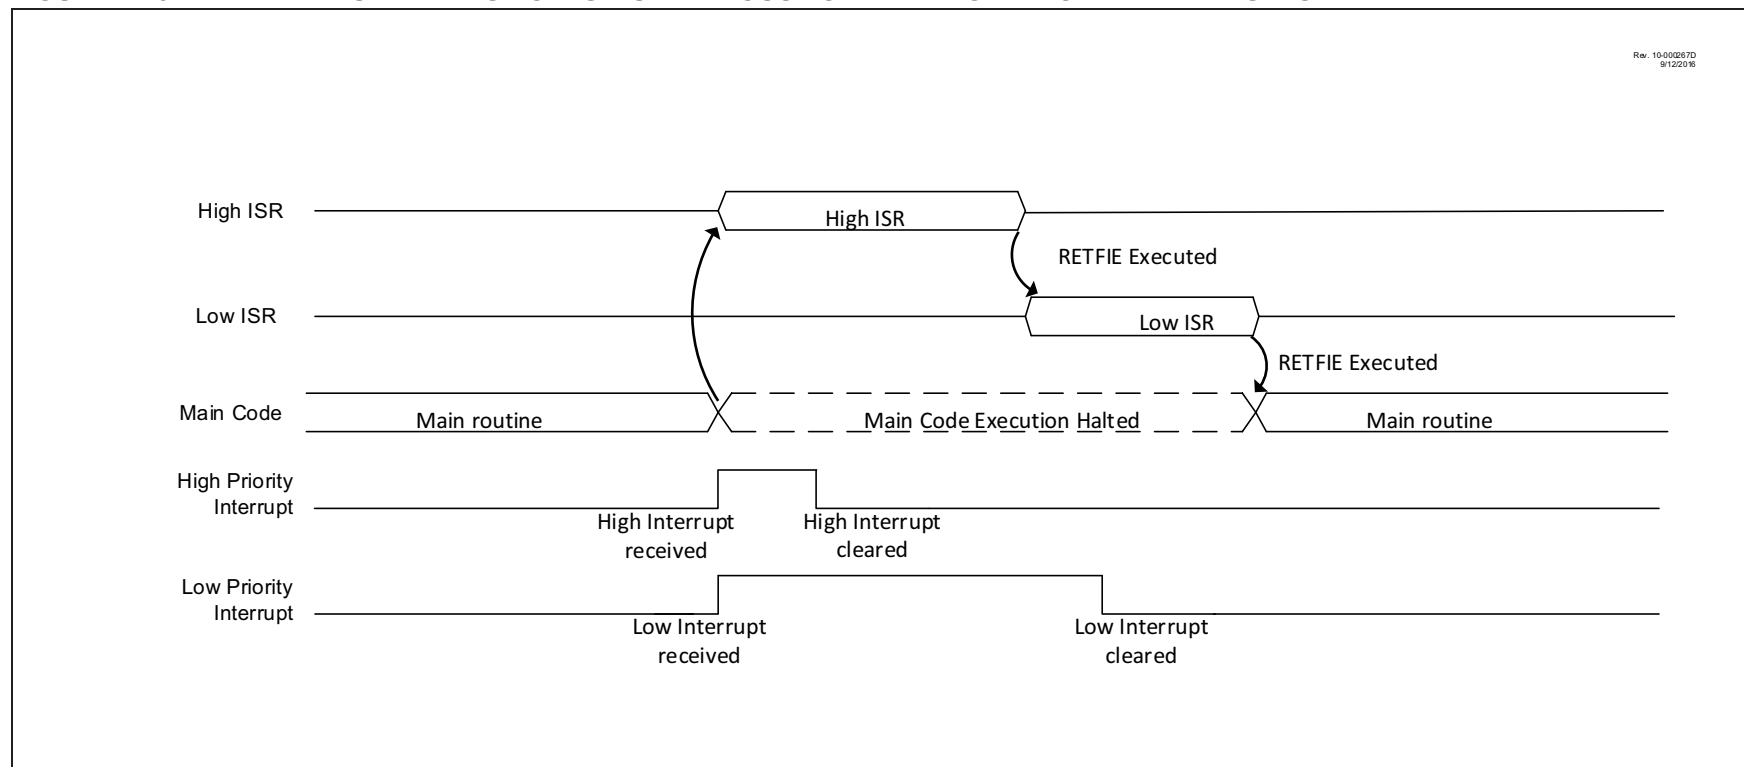 Rev. 10-000267D
9/12/2016
High ISR
High ISR
RETFIE Executed
Low ISR
Low ISR
RETFIE Executed
Main Code
Main routine
Main Code Execution Halted
Main routine
High Priority
Interrupt
High Interrupt
received
High Interrupt
cleared
Low Priority
Interrupt
Low Interrupt
received
Low Interrupt
cleared